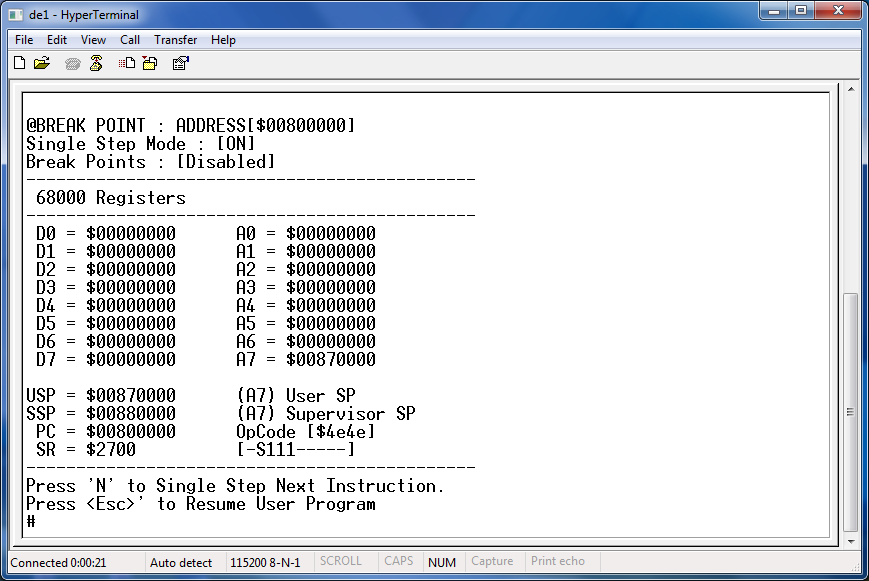 de1 - HyperTerminal
File Edit View Call Transfer Help
@BREAK POINT : ADDRESS[$00800000]
Single Step Mode : [ON]
Break Points : [Disabled]
---------------------------------------------
68000 Registers
---------------------------------------------
D0 = $00000000 A0 = $00000000
D1 = $00000000 A1 = $00000000
D2 = $00000000 A2 = $00000000
D3 = $00000000 A3 = $00000000
D4 = $00000000 A4 = $00000000
D5 = $00000000 A5 = $00000000
D6 = $00000000 A6 = $00000000
D7 = $00000000 A7 = $00870000
USP = $00870000 (A7) User SP
SSP = $00880000 (A7) Supervisor SP
PC = $00800000 OpCode [$4e4e]
SR = $2700 [-S111-----]
---------------------------------------------
Press 'N' to Single Step Next Instruction.
Press <Esc>' to Resume User Program
#
Connected 0:00:21 Auto detect 115200 8-N-1 SCROLL CAPS NUM Capture Print echo